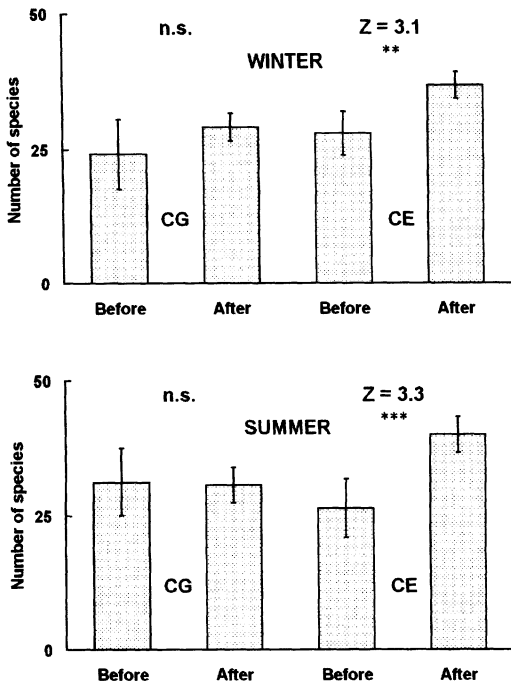 50
n.s.
Z = 3.1
**
WINTER
Number of species
25
CG
CE
0
Before
After
Before
After
50
n.s.
Z = 3.3
***
SUMMER
Number of species
25
CG
CE
0
Before
After
Before
After